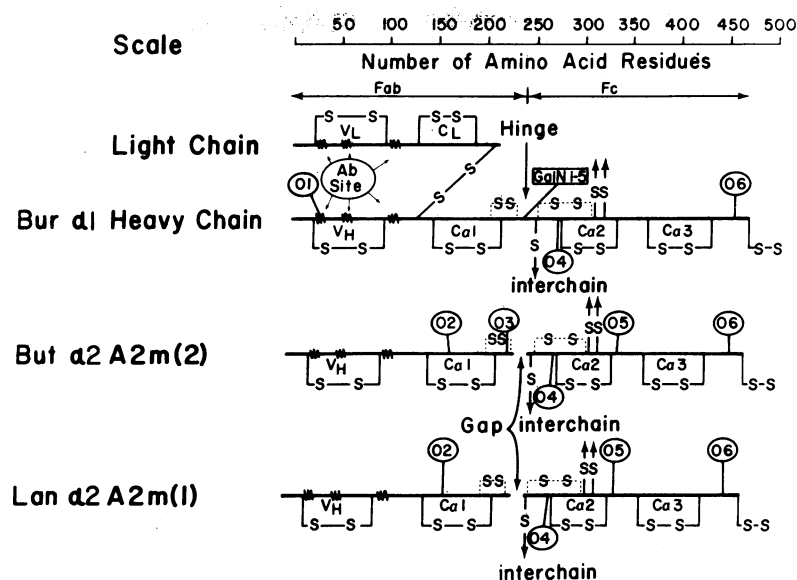 Scale
50 100 150 200 250 300 350 400 450 500
Number of Amino Acid Residues
Fab Fc
Light Chain
S S S-S
VL CL
Hinge
S
S
Ab
Site
GalN 1-5
01 06
Bur α1 Heavy Chain
S-S S S SS
VH Cα1 Cα2 Cα3
S S S-S S S-S S-S S-S
04
interchain
02 03 05 06
But α2 A2m(2)
SS S S SS
VH Cα1 Cα2 Cα3
S S S-S S S-S S-S S-S
04
Gap interchain
02 05 06
Lan α2 A2m(1)
S-S S S SS
VH Cα1 Cα2 Cα3
S S S-S S S-S S-S S-S
04
interchain